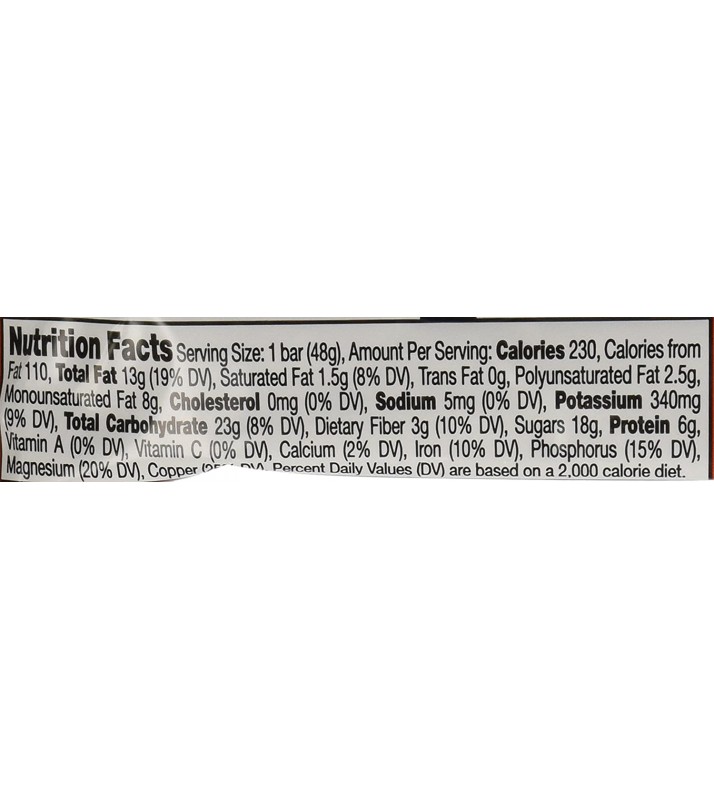 Nutrition Facts Serving Size: 1 bar (48g), Amount Per Serving: Calories 230, Calories from
Fat 110, Total Fat 13g (19% DV), Saturated Fat 1.5g (8% DV), Trans Fat 0g, Polyunsaturated Fat 2.5g,
Monounsaturated Fat 8g, Cholesterol 0mg (0% DV), Sodium 5mg (0% DV), Potassium 340mg
(9% DV), Total Carbohydrate 23g (8% DV), Dietary Fiber 3g (10% DV), Sugars 18g, Protein 6g,
Vitamin A (0% DV), Vitamin C (0% DV), Calcium (2% DV), Iron (10% DV), Phosphorus (15% DV),
Magnesium (20% DV), Copper DV). Percent Daily Values (DV) are based on a 2,000 calorie diet.